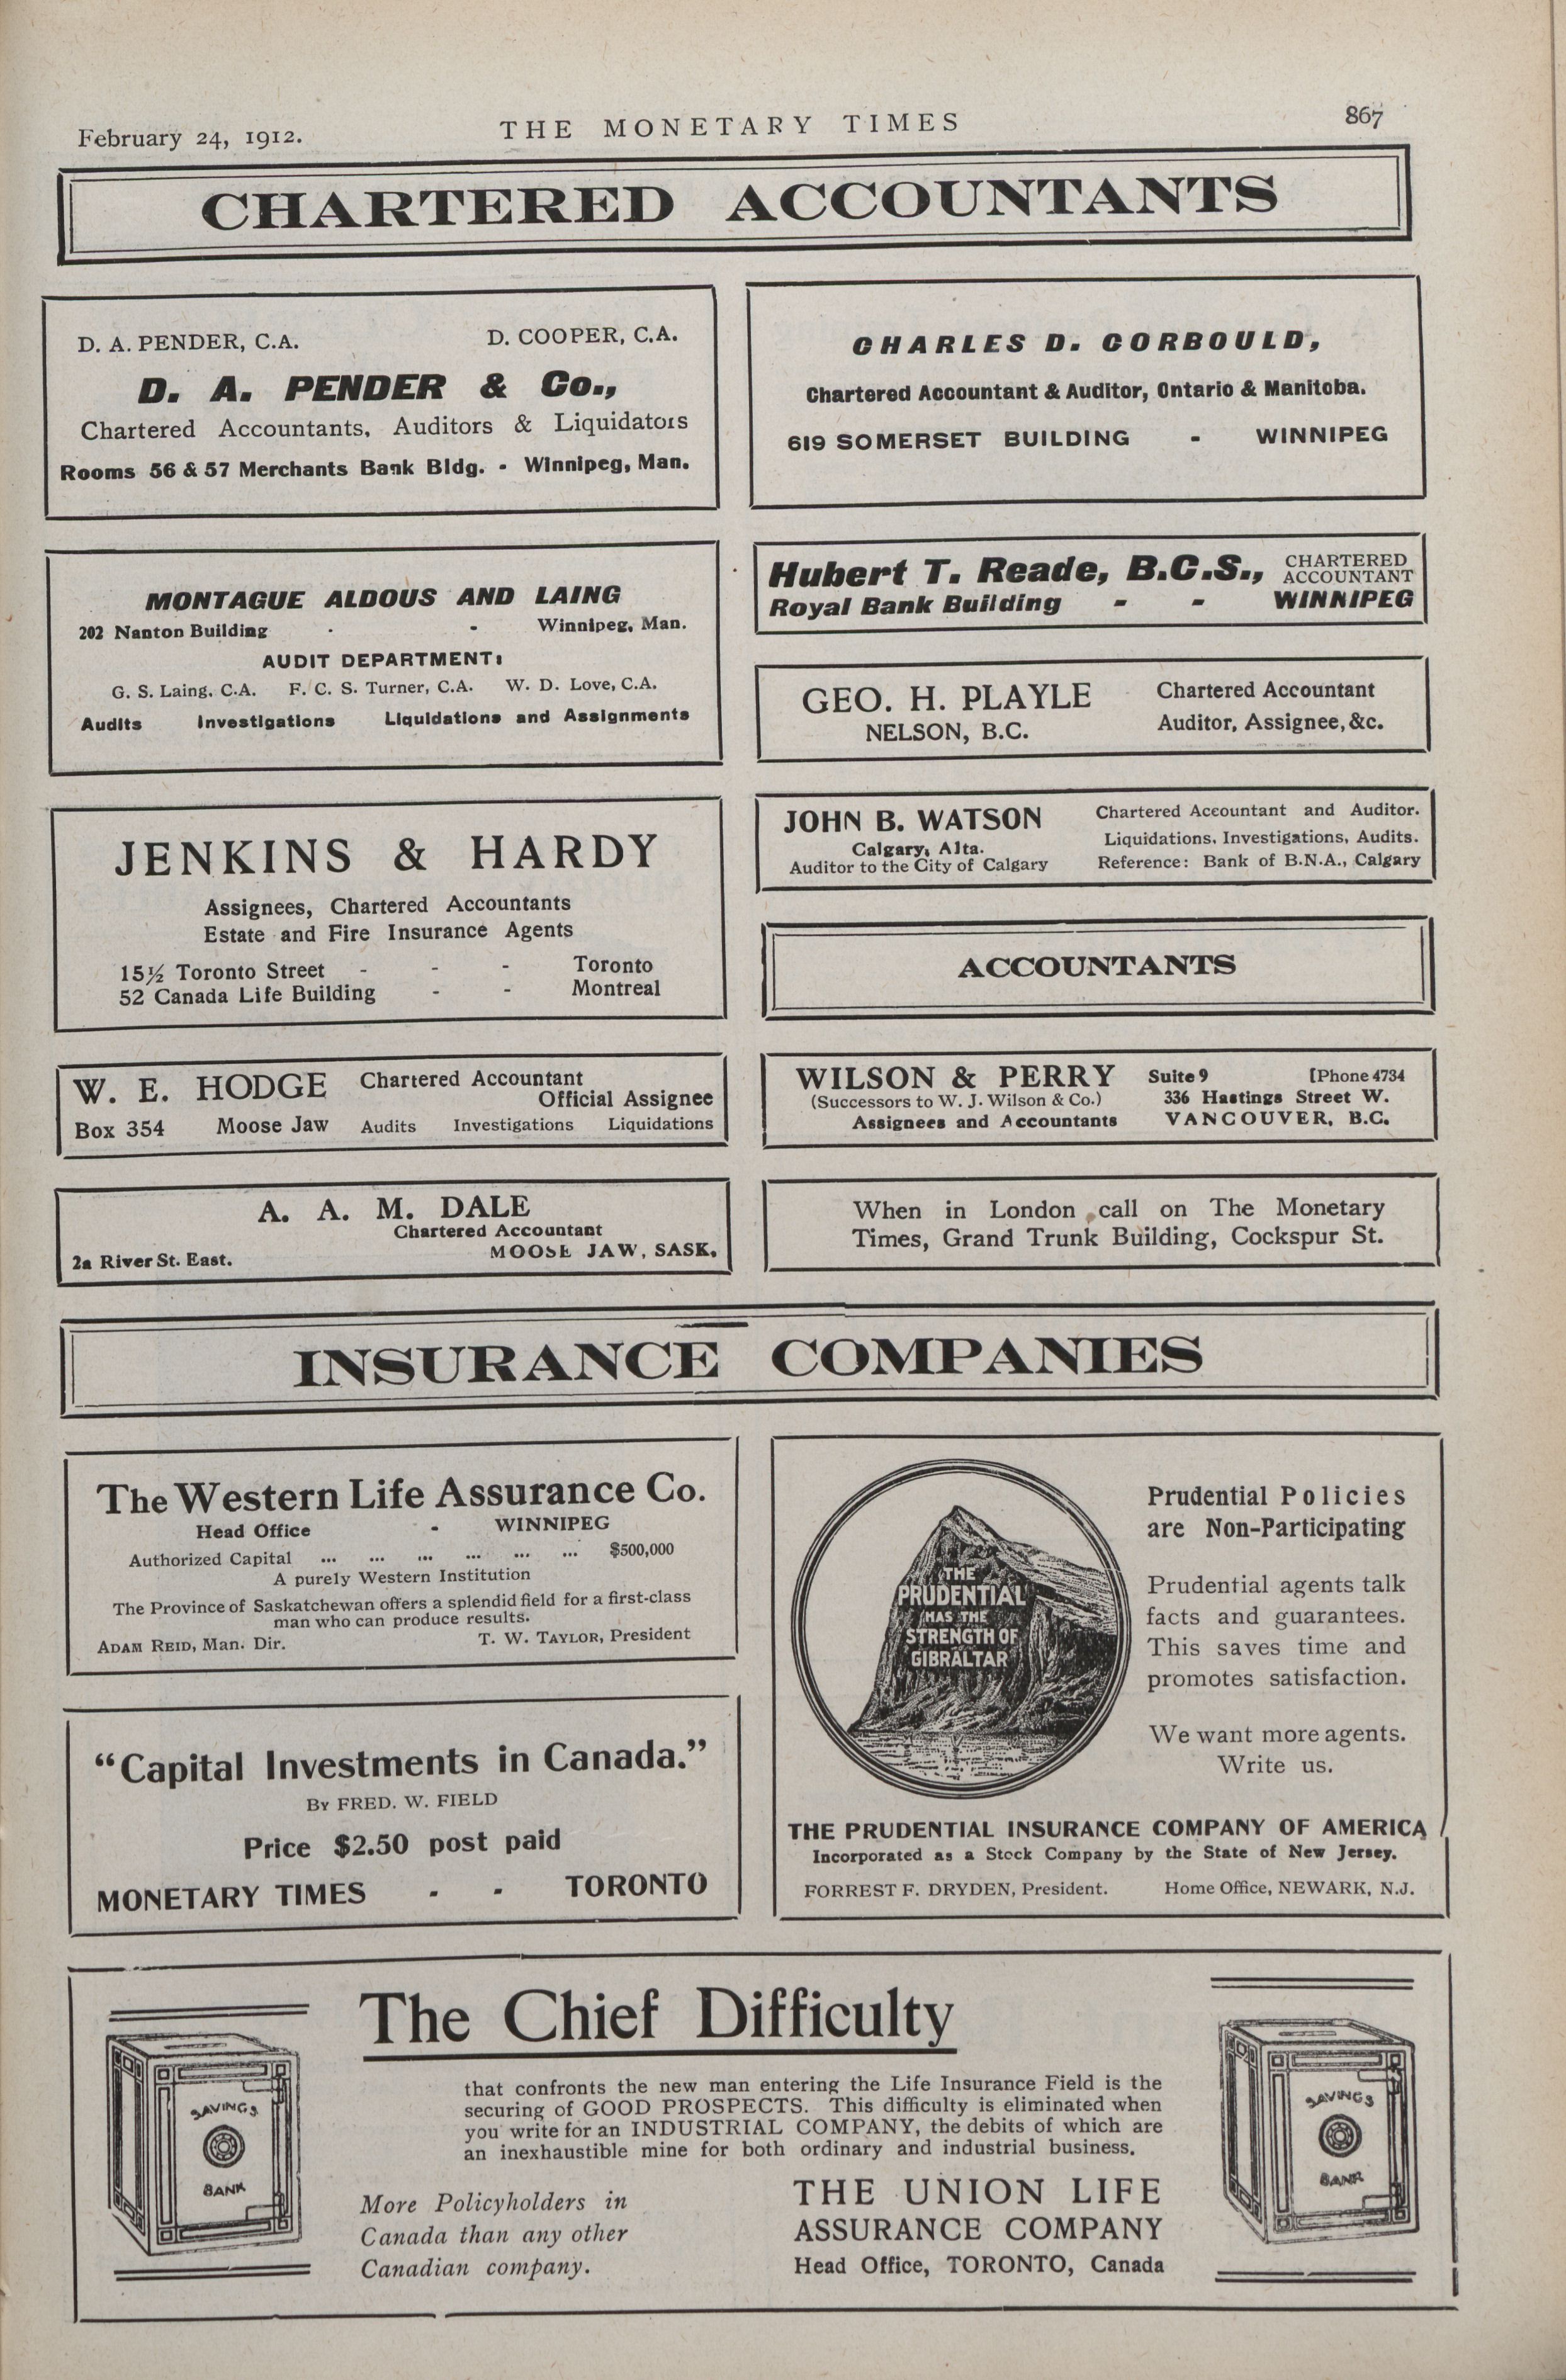 February 24, 1912.
THE MONETARY TIMES
867
CHARTERED ACCOUNTANTS
D. A. PENDER, C.A. D. COOPER, C.A.
D. A. PENDER & Co.,
Chartered Accountants, Auditors & Liquidators
Rooms 56 & 57 Merchants Bank Bldg. - Winnipeg, Man.
MONTAGUE ALDOUS AND LAING
202 Nanton Building - - Winnipeg, Man.
AUDIT DEPARTMENT:
G. S. Laing, C.A. F. C. S. Turner, C.A. W. D. Love, C.A.
Audits Investigations Liquidations and Assignments
JENKINS & HARDY
Assignees, Chartered Accountants
Estate and Fire Insurance Agents
15½ Toronto Street - - - Toronto
52 Canada Life Building - - Montreal
W. E. HODGE Chartered Accountant
Official Assignee
Box 354 Moose Jaw Audits Investigations Liquidations
A. A. M. DALE
Chartered Accountant
2a River St. East. MOOSE JAW, SASK.
CHARLES D. CORBOULD,
Chartered Accountant & Auditor, Ontario & Manitoba.
619 SOMERSET BUILDING - WINNIPEG
Hubert T. Reade, B.C.S., CHARTERED
ACCOUNTANT
Royal Bank Building - - WINNIPEG
GEO. H. PLAYLE Chartered Accountant
NELSON, B.C. Auditor, Assignee, &c.
JOHN B. WATSON Chartered Accountant and Auditor.
Calgary, Alta. Liquidations, Investigations, Audits.
Auditor to the City of Calgary Reference: Bank of B.N.A., Calgary
ACCOUNTANTS
WILSON & PERRY Suite 9 [Phone 4734
(Successors to W. J. Wilson & Co.) 336 Hastings Street W.
Assignees and Accountants VANCOUVER, B.C.
When in London call on The Monetary
Times, Grand Trunk Building, Cockspur St.
INSURANCE COMPANIES
The Western Life Assurance Co.
Head Office - WINNIPEG
Authorized Capital ... ... ... ... ... ... $500,000
A purely Western Institution
The Province of Saskatchewan offers a splendid field for a first-class
man who can produce results.
ADAM REID, Man. Dir. T. W. TAYLOR, President
"Capital Investments in Canada."
By FRED. W. FIELD
Price $2.50 post paid
MONETARY TIMES - - TORONTO
THE
PRUDENTIAL
HAS THE
STRENGTH OF
GIBRALTAR
Prudential Policies
are Non-Participating
Prudential agents talk
facts and guarantees.
This saves time and
promotes satisfaction.
We want more agents.
Write us.
THE PRUDENTIAL INSURANCE COMPANY OF AMERICA
Incorporated as a Stock Company by the State of New Jersey.
FORREST F. DRYDEN, President. Home Office, NEWARK, N.J.
The Chief Difficulty
that confronts the new man entering the Life Insurance Field is the
securing of GOOD PROSPECTS. This difficulty is eliminated when
you write for an INDUSTRIAL COMPANY, the debits of which are
an inexhaustible mine for both ordinary and industrial business.
More Policyholders in
Canada than any other
Canadian company.
THE UNION LIFE
ASSURANCE COMPANY
Head Office, TORONTO, Canada
SAVINGS
BANK
SAVINGS
BANK